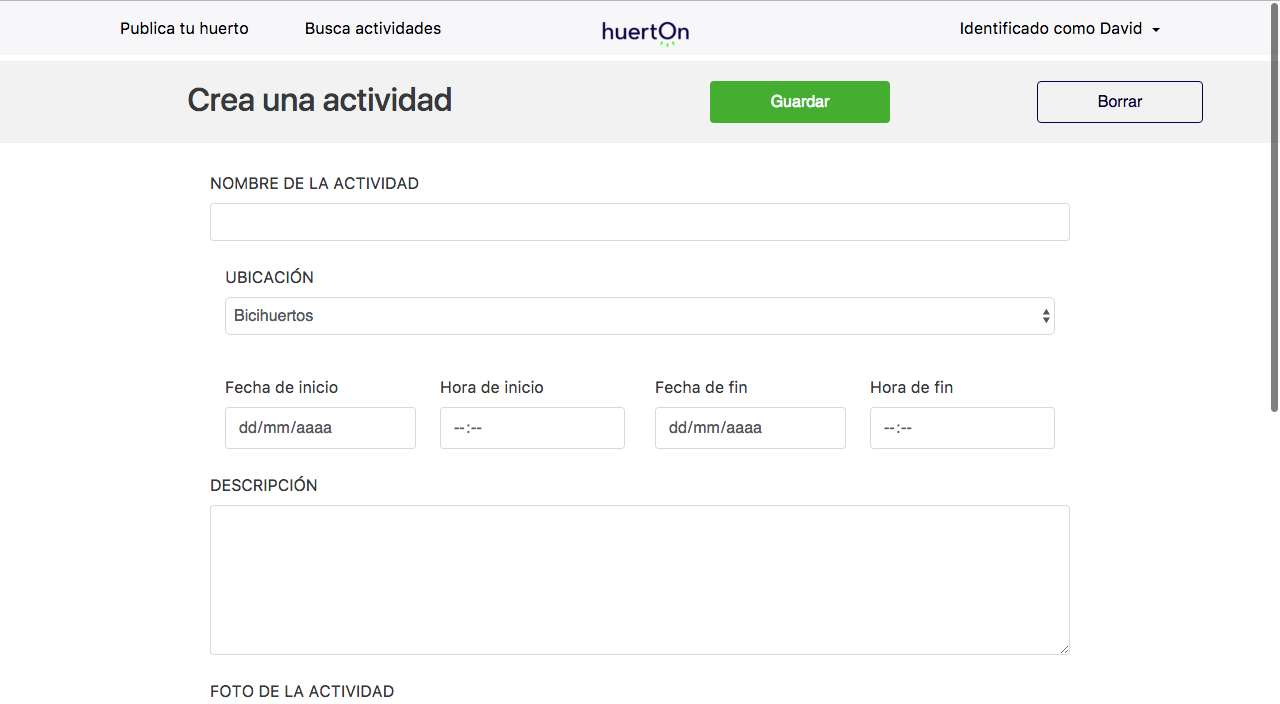 Publica tu huerto Busca actividades huertOn Identificado como David
Crea una actividad Guardar Borrar
NOMBRE DE LA ACTIVIDAD
UBICACIÓN
Bicihuertos
Fecha de inicio Hora de inicio Fecha de fin Hora de fin
dd/mm/aaaa --:-- dd/mm/aaaa --:--
DESCRIPCIÓN
FOTO DE LA ACTIVIDAD